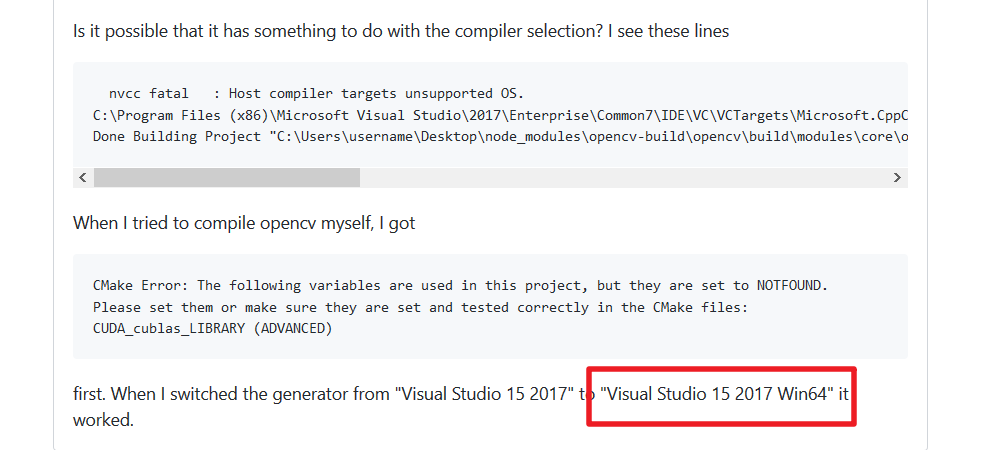 Is it possible that it has something to do with the compiler selection? I see these lines
nvcc fatal   : Host compiler targets unsupported OS.
C:\Program Files (x86)\Microsoft Visual Studio\2017\Enterprise\Common7\IDE\VC\VCTargets\Microsoft.CppC
Done Building Project "C:\Users\username\Desktop\node_modules\opencv-build\opencv\build\modules\core\o
When I tried to compile opencv myself, I got
CMake Error: The following variables are used in this project, but they are set to NOTFOUND.
Please set them or make sure they are set and tested correctly in the CMake files:
CUDA_cublas_LIBRARY (ADVANCED)
first. When I switched the generator from "Visual Studio 15 2017" to "Visual Studio 15 2017 Win64" it
worked.